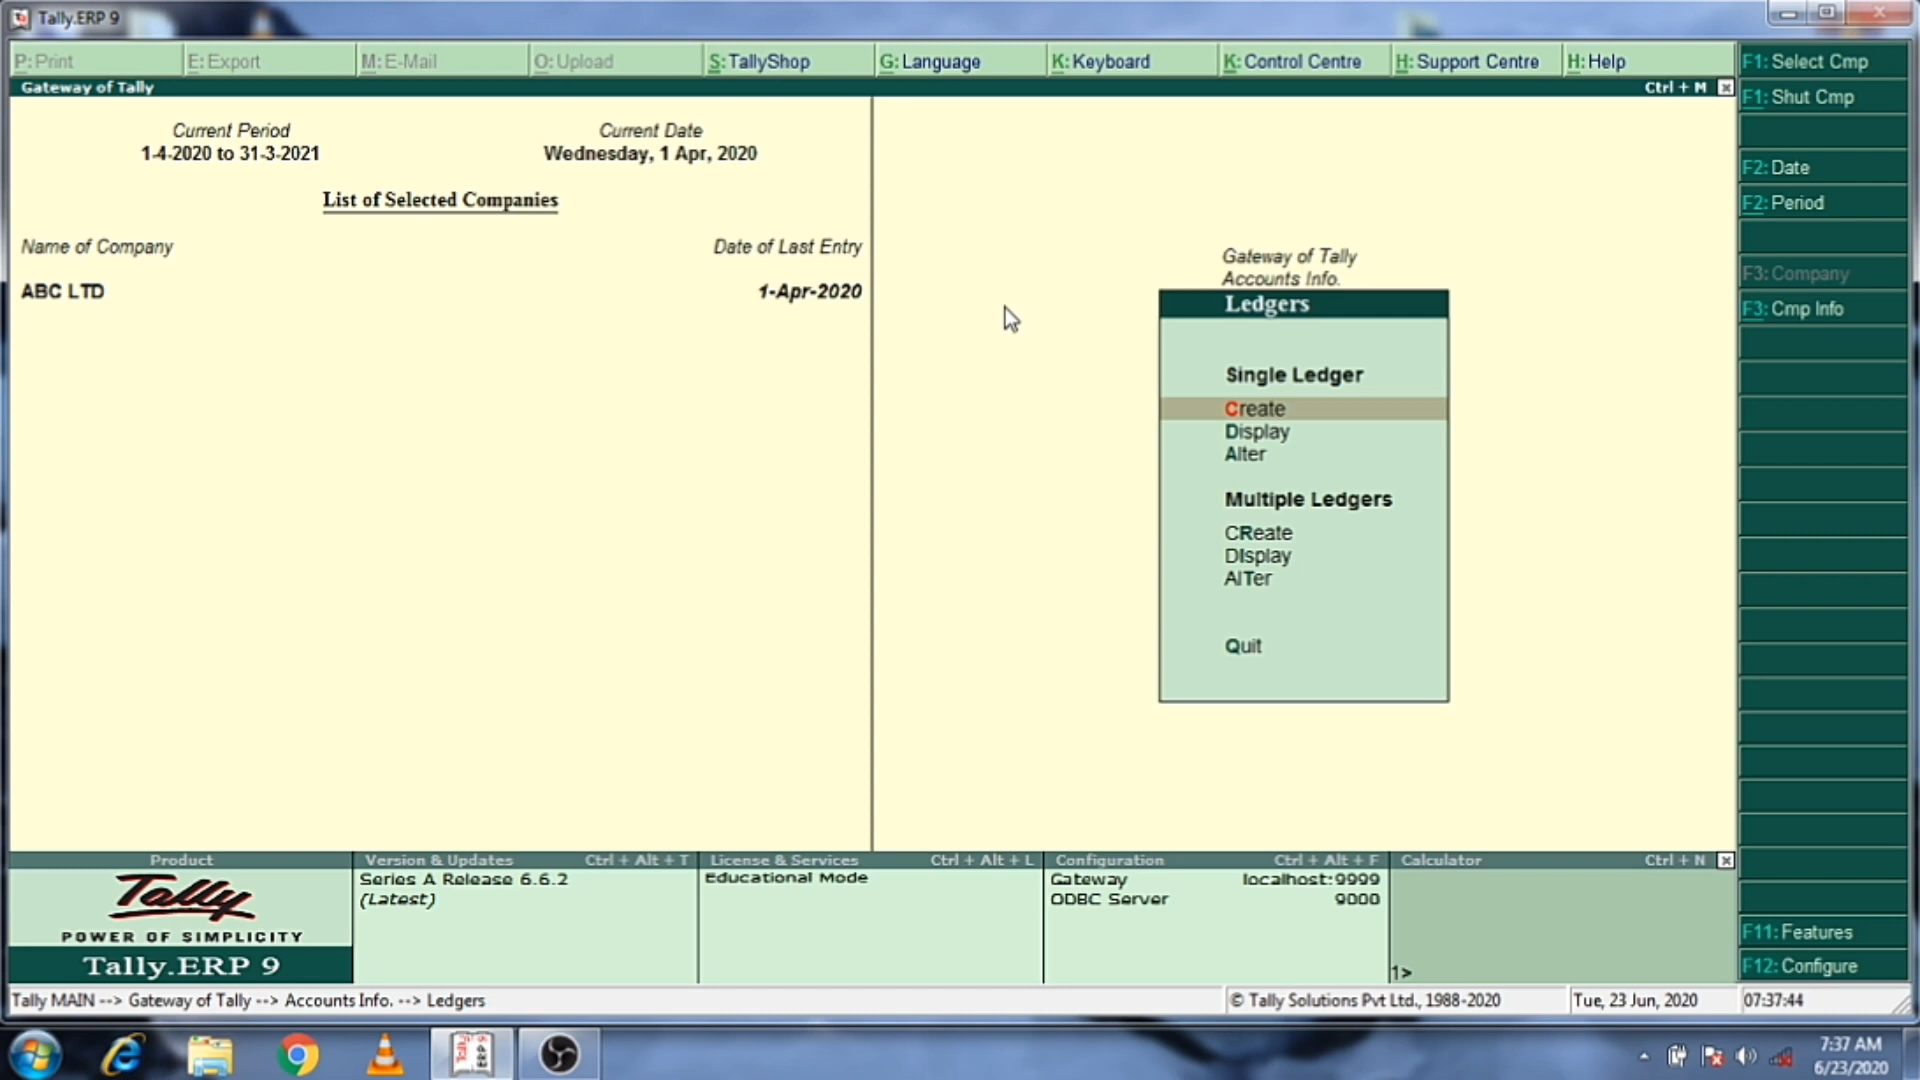 Tally.ERP 9
P: Print
E: Export
M: E-Mail
O: Upload
S: TallyShop
G: Language
K: Keyboard
K: Control Centre
H: Support Centre
H: Help
Gateway of Tally
Ctrl + M
Current Period
1-4-2020 to 31-3-2021
Current Date
Wednesday, 1 Apr, 2020
List of Selected Companies
Name of Company
Date of Last Entry
ABC LTD
1-Apr-2020
Gateway of Tally
Accounts Info.
Ledgers
Single Ledger
Create
Display
Alter
Multiple Ledgers
CReate
DIsplay
AlTer
Quit
F1: Select Cmp
F1: Shut Cmp
F2: Date
F2: Period
F3: Company
F3: Cmp Info
F11: Features
F12: Configure
Product
Tally
POWER OF SIMPLICITY
Tally.ERP 9
Version & Updates
Ctrl + Alt + T
Series A Release 6.6.2
(Latest)
License & Services
Ctrl + Alt + L
Educational Mode
Configuration
Ctrl + Alt + F
Gateway localhost:9999
ODBC Server 9000
Calculator
Ctrl + N
1>
Tally MAIN --> Gateway of Tally --> Accounts Info. --> Ledgers
© Tally Solutions Pvt Ltd., 1988-2020
Tue, 23 Jun, 2020
07:37:44
Tally
ERP 9
7:37 AM
6/23/2020